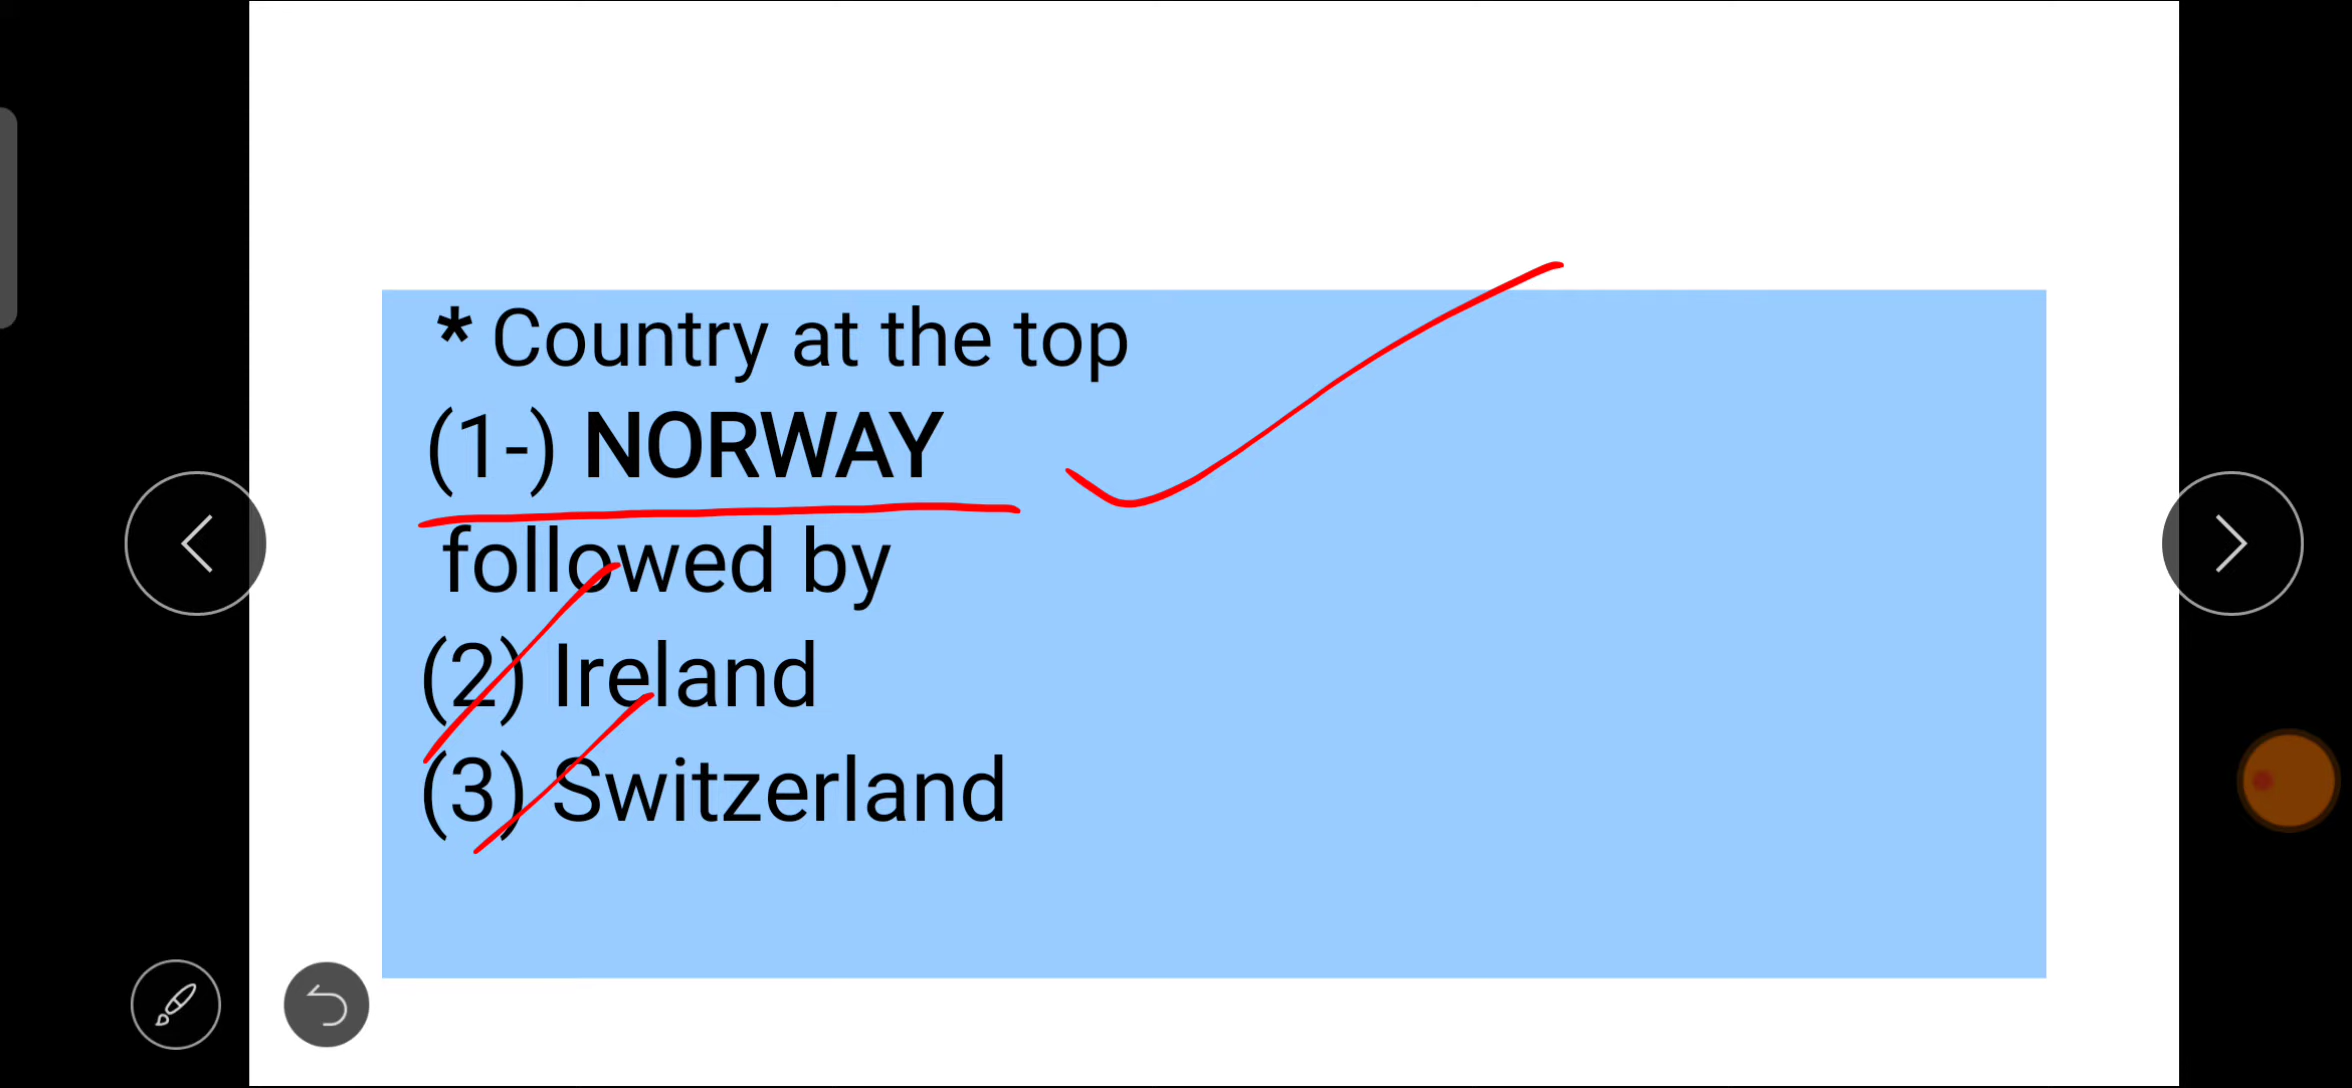 * Country at the top
(1-) NORWAY
followed by
(2) Ireland
(3) Switzerland